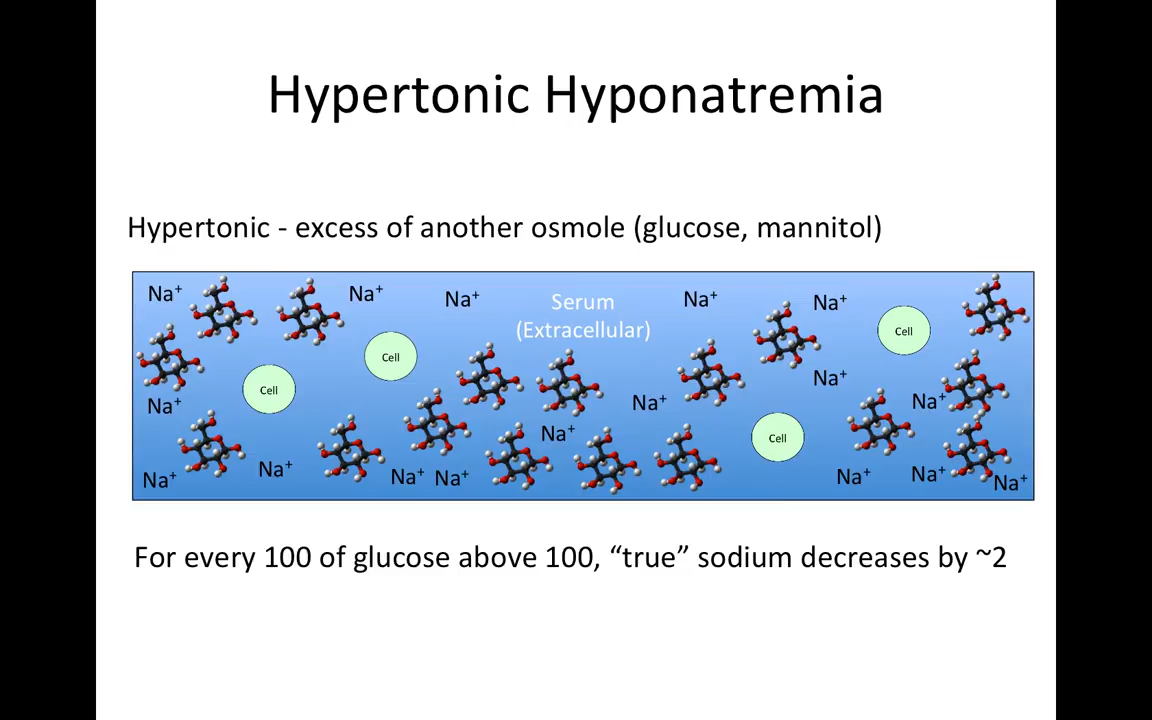 Hypertonic Hyponatremia
Hypertonic - excess of another osmole (glucose, mannitol)
Na⁺
Na⁺
Na⁺
Serum
(Extracellular)
Na⁺
Na⁺
Cell
Cell
Cell
Na⁺
Na⁺
Na⁺
Na⁺
Na⁺
Cell
Na⁺
Na⁺
Na⁺
Na⁺
Na⁺
Na⁺
Na⁺
Na⁺
For every 100 of glucose above 100, “true” sodium decreases by ~2